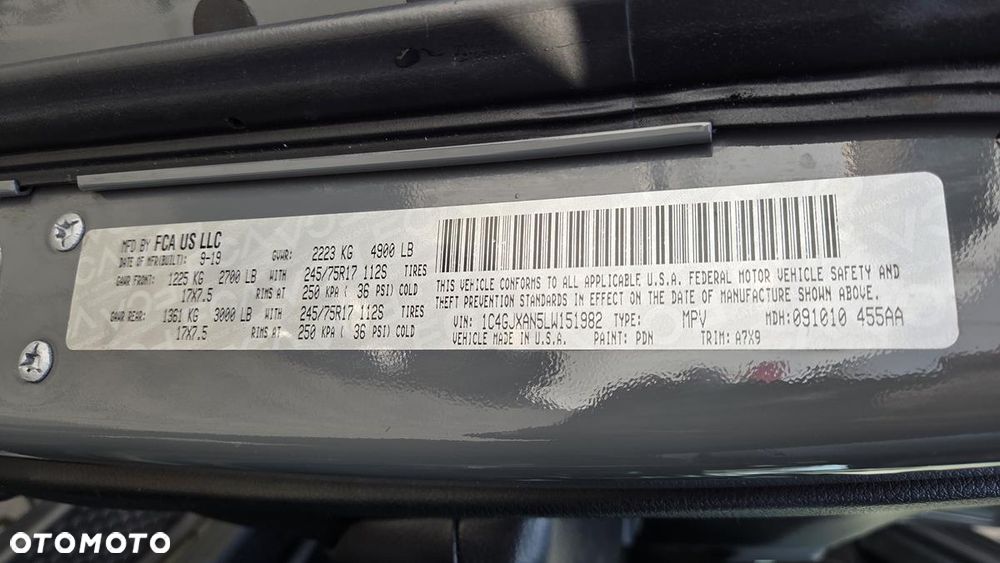 MFD BY FCA US LLC
DATE OF MFR(BUILT): 9-19 GVWR: 2223 KG 4900 LB
GAWR FRONT: 1225 KG 2700 LB WITH 245/75R17 112S TIRES
17X7.5 RIMS AT 250 KPA ( 36 PSI) COLD
GAWR REAR: 1361 KG 3000 LB WITH 245/75R17 112S TIRES
17X7.5 RIMS AT 250 KPA ( 36 PSI) COLD
THIS VEHICLE CONFORMS TO ALL APPLICABLE U.S.A. FEDERAL MOTOR VEHICLE SAFETY AND
THEFT PREVENTION STANDARDS IN EFFECT ON THE DATE OF MANUFACTURE SHOWN ABOVE.
VIN: 1C4GJXAN5LW151982 TYPE: MPV MDH: 091010 455AA
VEHICLE MADE IN U.S.A. PAINT: PDN TRIM: A7X9
OTOMOTO